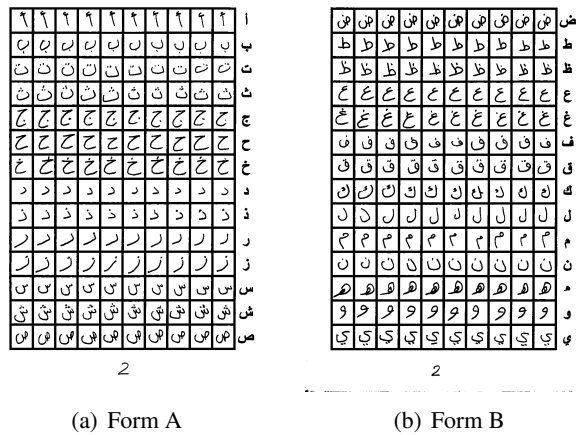 أ أ أ أ أ أ أ أ أ أ أ
ب ب ب ب ب ب ب ب ب ب ب
ت ت ت ت ت ت ت ت ت ت ت
ث ث ث ث ث ث ث ث ث ث ث
ج ج ج ج ج ج ج ج ج ج ج
ح ح ح ح ح ح ح ح ح ح ح
خ خ خ خ خ خ خ خ خ خ خ
د د د د د د د د د د د
ذ ذ ذ ذ ذ ذ ذ ذ ذ ذ ذ
ر ر ر ر ر ر ر ر ر ر ر
ز ز ز ز ز ز ز ز ز ز ز
س س س س س س س س س س س
ش ش ش ش ش ش ش ش ش ش ش
ص ص ص ص ص ص ص ص ص ص ص
2
(a) Form A
ض ض ض ض ض ض ض ض ض ض ض
ط ط ط ط ط ط ط ط ط ط ط
ظ ظ ظ ظ ظ ظ ظ ظ ظ ظ ظ
ع ع ع ع ع ع ع ع ع ع ع
غ غ غ غ غ غ غ غ غ غ غ
ف ف ف ف ف ف ف ف ف ف ف
ق ق ق ق ق ق ق ق ق ق ق
ك ك ك ك ك ك ك ك ك ك ك
ل ل ل ل ل ل ل ل ل ل ل
م م م م م م م م م م م
ن ن ن ن ن ن ن ن ن ن ن
ه ه ه ه ه ه ه ه ه ه ه
و و و و و و و و و و و
ي ي ي ي ي ي ي ي ي ي ي
2
(b) Form B